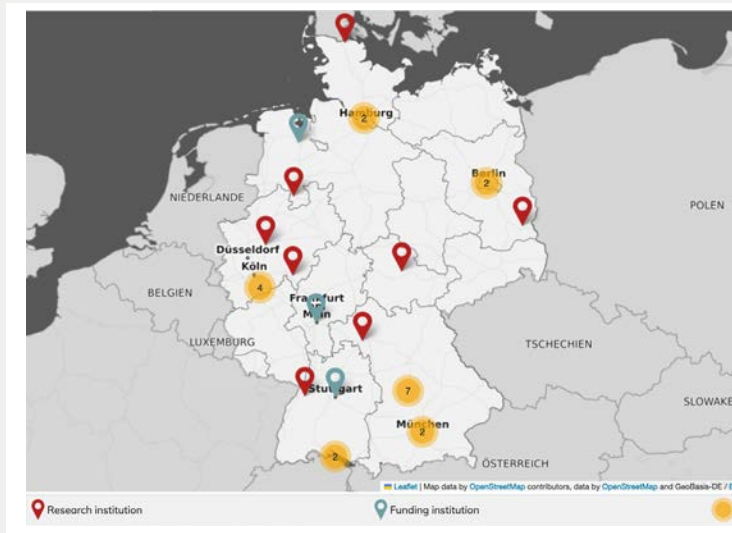 Hamburg
2
Berlin
2
NIEDERLANDE
POLEN
Düsseldorf
Köln
4
BELGIEN
Frankfurt
am
Main
LUXEMBURG
TSCHECHIEN
Stuttgart
7
SLOWAKE
München
2
2
ÖSTERREICH
Leaflet | Map data by OpenStreetMap contributors, data by OpenStreetMap and GeoBasis-DE /
Research institution
Funding institution